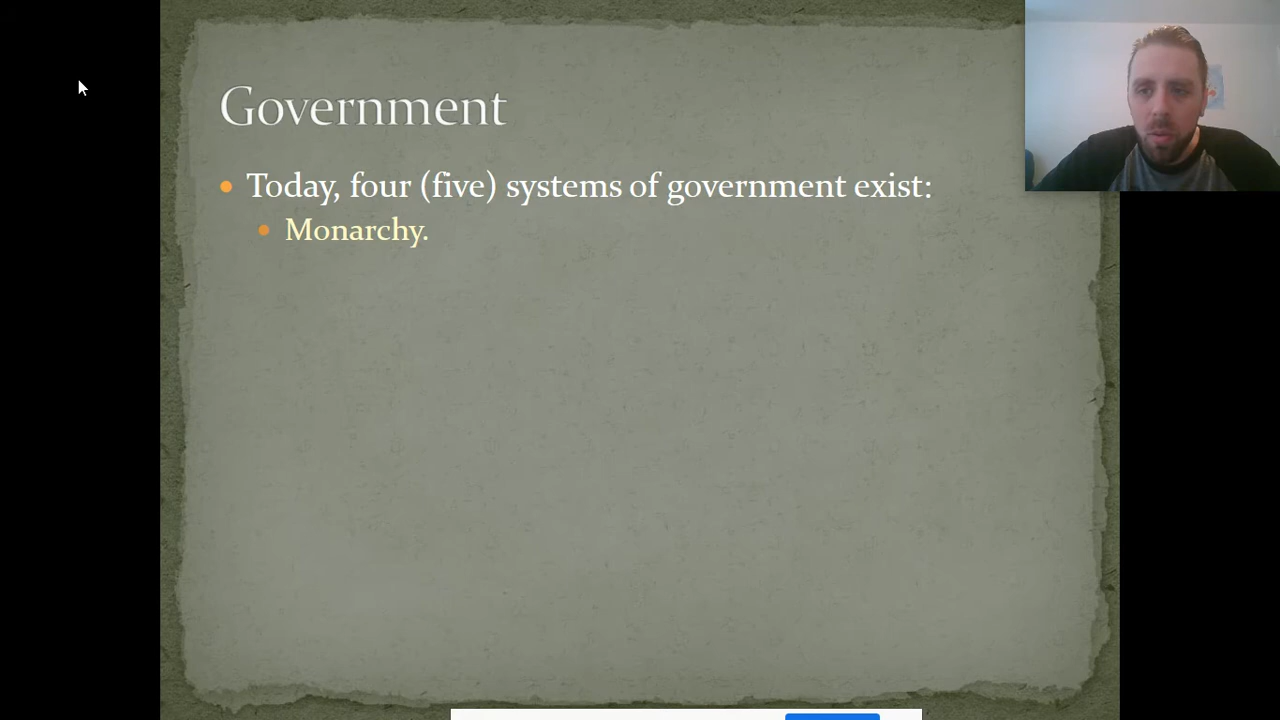 Government
Today, four (five) systems of government exist:
Monarchy.